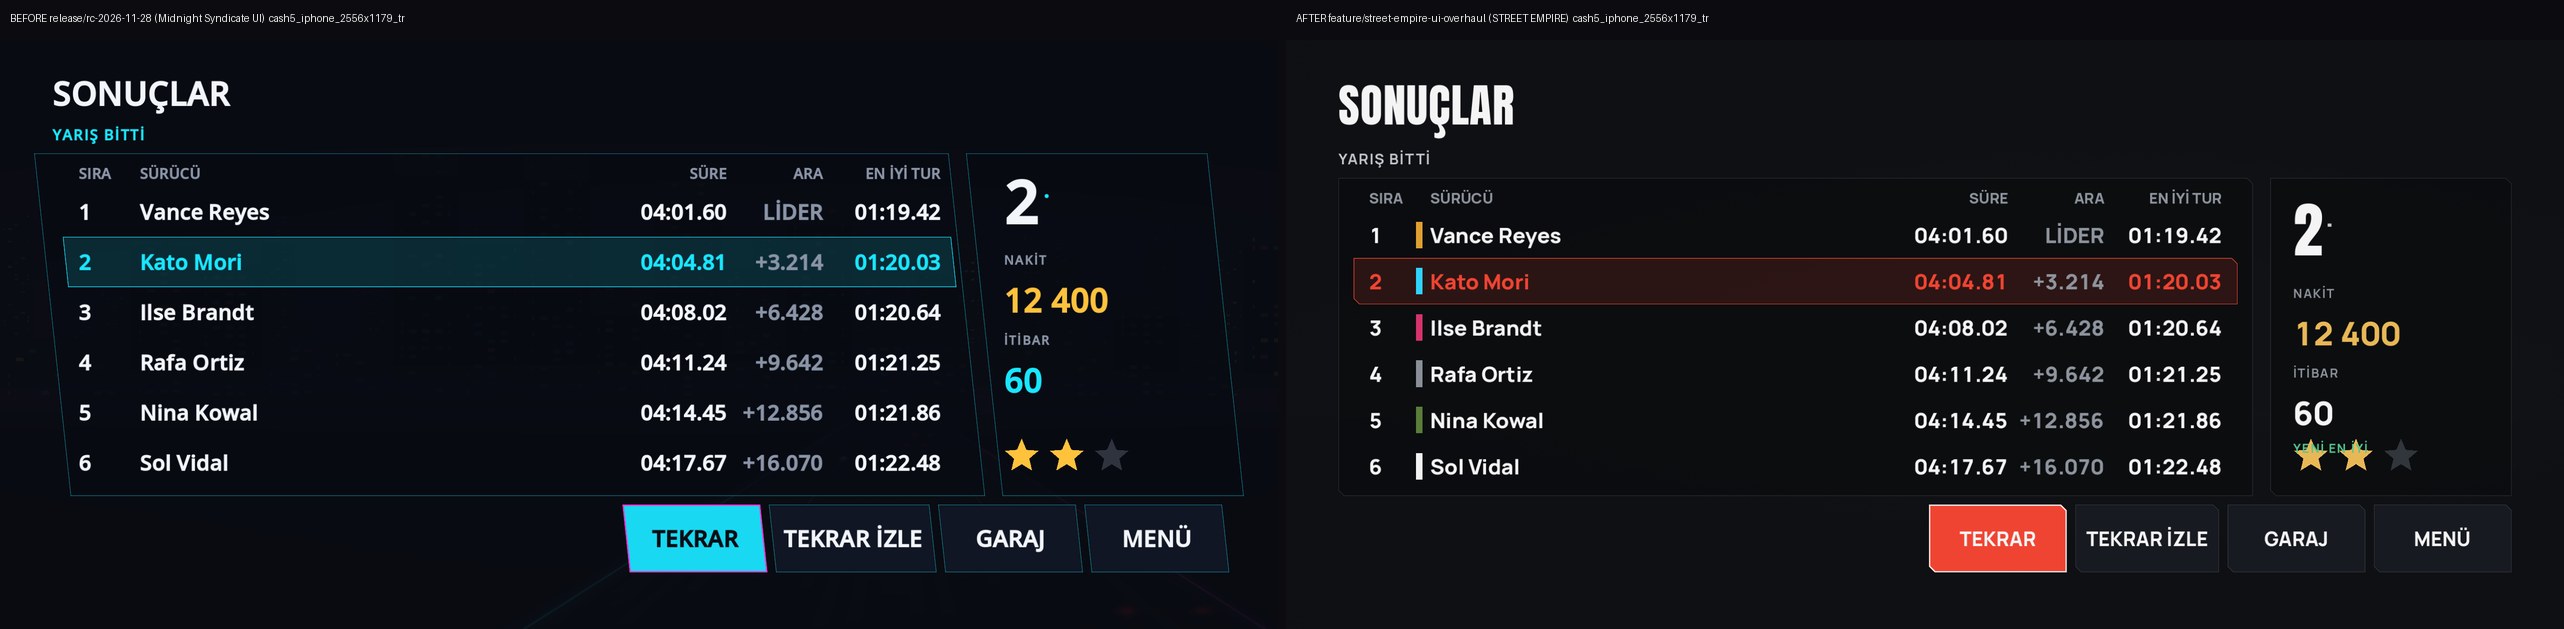 BEFORE release/rc-2026-11-28 (Midnight Syndicate UI) cash5_iphone_2556x1179_tr
SONUÇLAR
YARIŞ BİTTİ
SIRA SÜRÜCÜ SÜRE ARA EN İYİ TUR
1 Vance Reyes 04:01.60 LİDER 01:19.42
2 Kato Mori 04:04.81 +3.214 01:20.03
3 Ilse Brandt 04:08.02 +6.428 01:20.64
4 Rafa Ortiz 04:11.24 +9.642 01:21.25
5 Nina Kowal 04:14.45 +12.856 01:21.86
6 Sol Vidal 04:17.67 +16.070 01:22.48
2.
NAKİT
12 400
İTİBAR
60
TEKRAR TEKRAR İZLE GARAJ MENÜ
AFTER feature/street-empire-ui-overhaul (STREET EMPIRE) cash5_iphone_2556x1179_tr
SONUÇLAR
YARIŞ BİTTİ
SIRA SÜRÜCÜ SÜRE ARA EN İYİ TUR
1 Vance Reyes 04:01.60 LİDER 01:19.42
2 Kato Mori 04:04.81 +3.214 01:20.03
3 Ilse Brandt 04:08.02 +6.428 01:20.64
4 Rafa Ortiz 04:11.24 +9.642 01:21.25
5 Nina Kowal 04:14.45 +12.856 01:21.86
6 Sol Vidal 04:17.67 +16.070 01:22.48
2.
NAKİT
12 400
İTİBAR
60
YENİ EN İYİ
TEKRAR TEKRAR İZLE GARAJ MENÜ